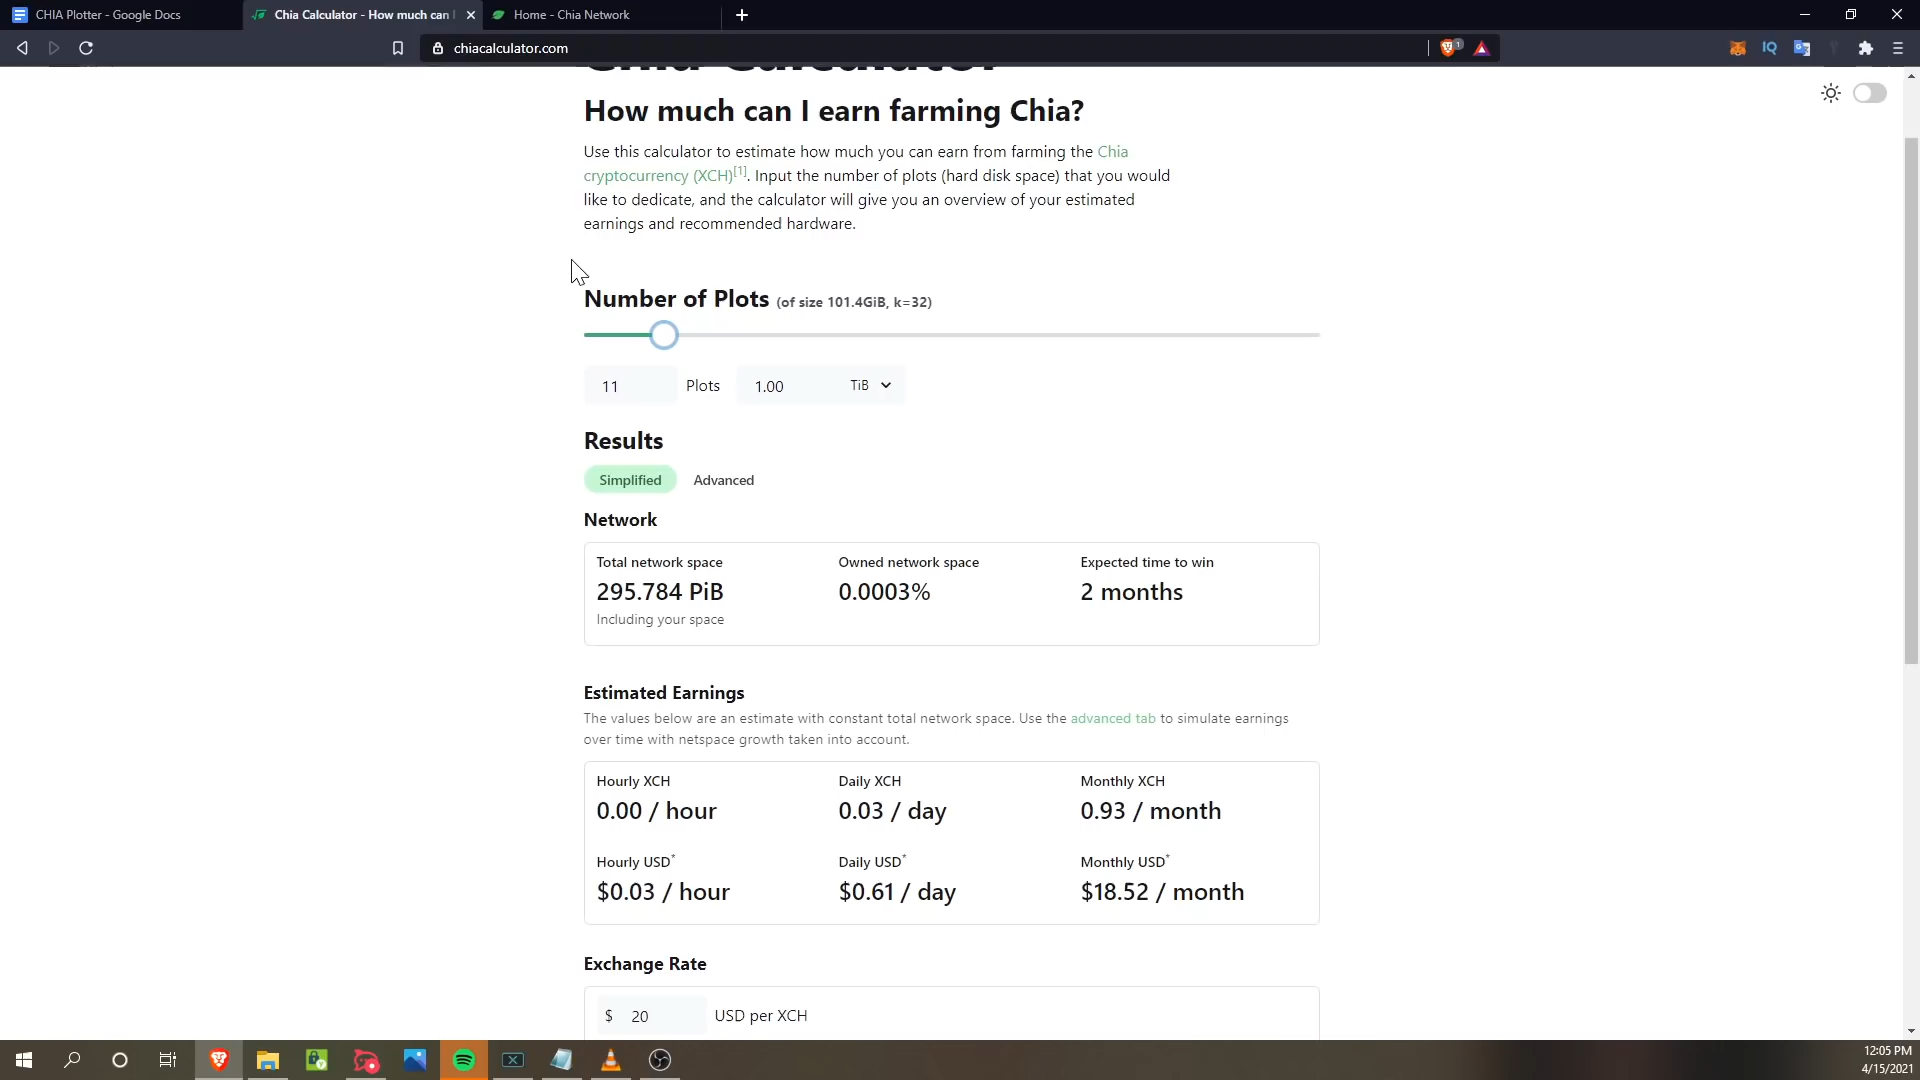 CHIA Plotter - Google Docs
Chia Calculator - How much can I
Home - Chia Network
chiacalculator.com
1
IQ
Chia Calculator
How much can I earn farming Chia?
Use this calculator to estimate how much you can earn from farming the Chia
cryptocurrency (XCH)[1]. Input the number of plots (hard disk space) that you would
like to dedicate, and the calculator will give you an overview of your estimated
earnings and recommended hardware.
Number of Plots (of size 101.4GiB, k=32)
11 Plots 1.00 TiB
Results
Simplified Advanced
Network
Total network space Owned network space Expected time to win
295.784 PiB 0.0003% 2 months
Including your space
Estimated Earnings
The values below are an estimate with constant total network space. Use the advanced tab to simulate earnings
over time with netspace growth taken into account.
Hourly XCH Daily XCH Monthly XCH
0.00 / hour 0.03 / day 0.93 / month
Hourly USD* Daily USD* Monthly USD*
$0.03 / hour $0.61 / day $18.52 / month
Exchange Rate
$ 20 USD per XCH
12:05 PM
4/15/2021